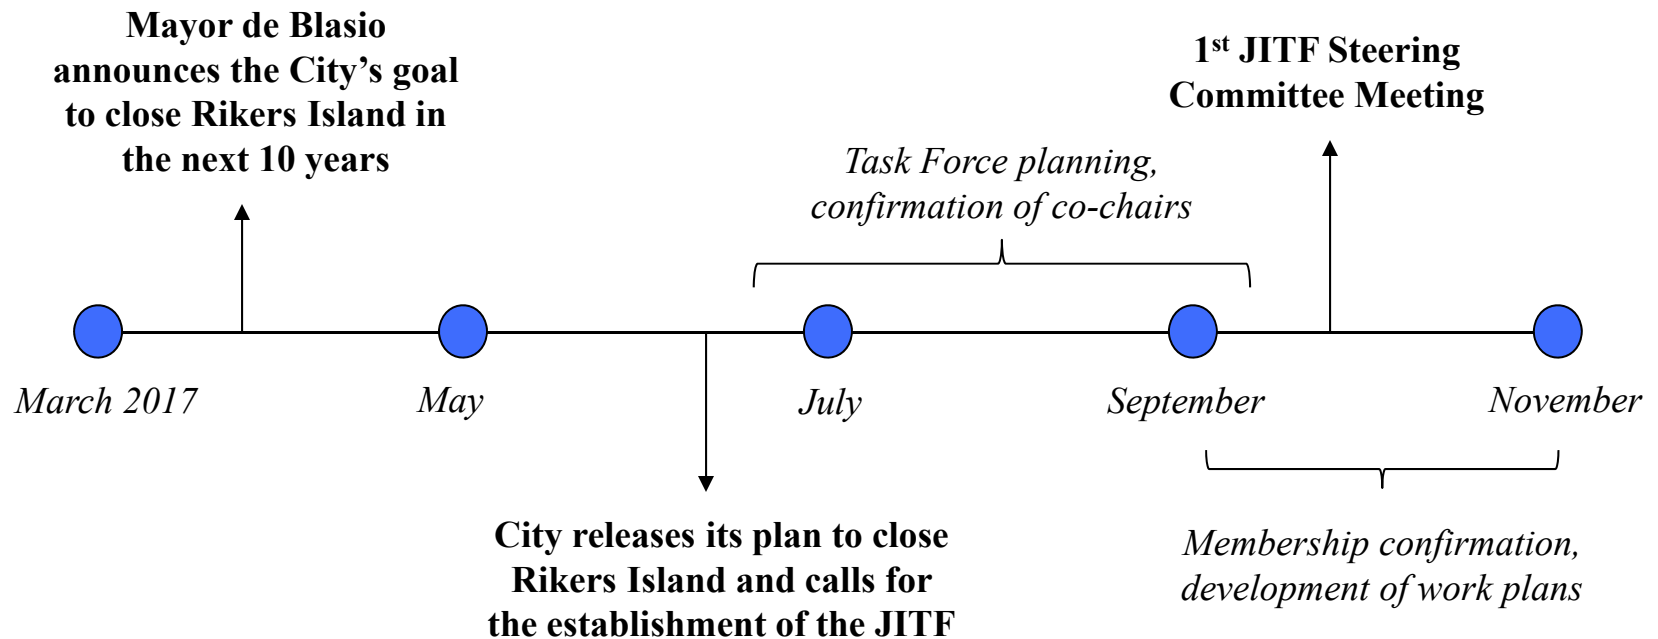 Mayor de Blasio
announces the City’s goal
to close Rikers Island in
the next 10 years
1st JITF Steering
Committee Meeting
Task Force planning,
confirmation of co-chairs
March 2017
May
July
September
November
City releases its plan to close
Rikers Island and calls for
the establishment of the JITF
Membership confirmation,
development of work plans